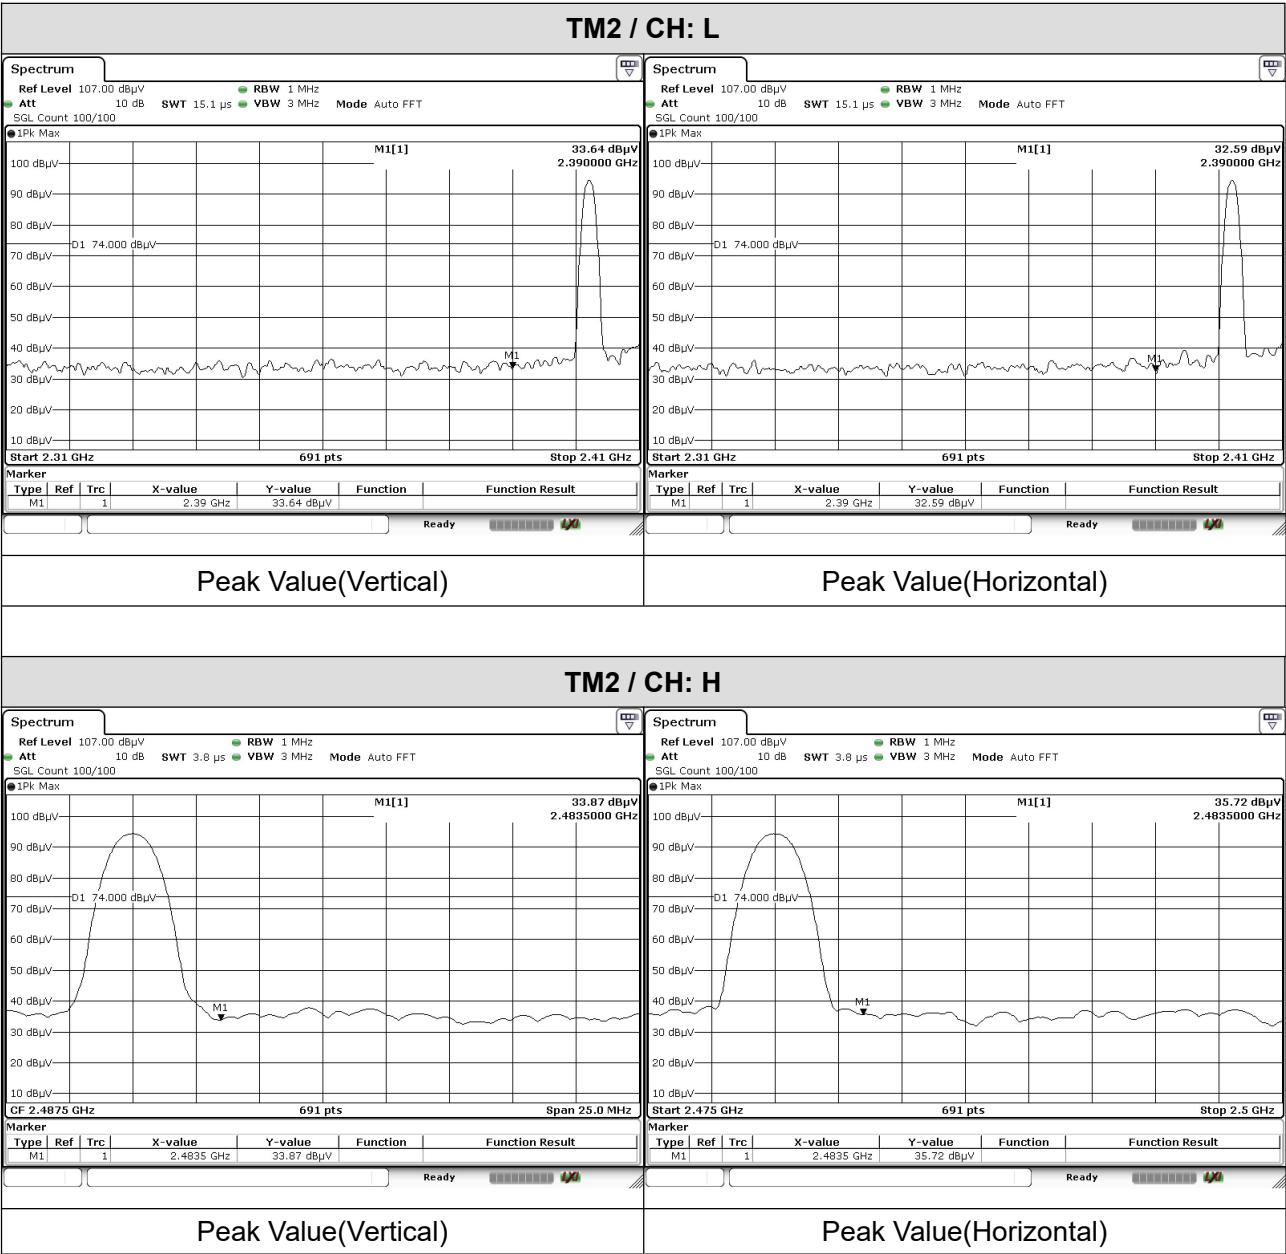 TM2 / CH: L
Spectrum
Ref Level 107.00 dBµV RBW 1 MHz
Att 10 dB SWT 15.1 µs VBW 3 MHz Mode Auto FFT
SGL Count 100/100
1Pk Max
M1[1] 33.64 dBµV
2.390000 GHz
100 dBµV
90 dBµV
80 dBµV
D1 74.000 dBµV
70 dBµV
60 dBµV
50 dBµV
40 dBµV
M1
30 dBµV
20 dBµV
10 dBµV
Start 2.31 GHz 691 pts Stop 2.41 GHz
Marker
Type Ref Trc X-value Y-value Function Function Result
M1 1 2.39 GHz 33.64 dBµV
Ready LXI
Peak Value(Vertical)
Spectrum
Ref Level 107.00 dBµV RBW 1 MHz
Att 10 dB SWT 15.1 µs VBW 3 MHz Mode Auto FFT
SGL Count 100/100
1Pk Max
M1[1] 32.59 dBµV
2.390000 GHz
100 dBµV
90 dBµV
80 dBµV
D1 74.000 dBµV
70 dBµV
60 dBµV
50 dBµV
40 dBµV
M1
30 dBµV
20 dBµV
10 dBµV
Start 2.31 GHz 691 pts Stop 2.41 GHz
Marker
Type Ref Trc X-value Y-value Function Function Result
M1 1 2.39 GHz 32.59 dBµV
Ready LXI
Peak Value(Horizontal)
TM2 / CH: H
Spectrum
Ref Level 107.00 dBµV RBW 1 MHz
Att 10 dB SWT 3.8 µs VBW 3 MHz Mode Auto FFT
SGL Count 100/100
1Pk Max
M1[1] 33.87 dBµV
2.4835000 GHz
100 dBµV
90 dBµV
80 dBµV
D1 74.000 dBµV
70 dBµV
60 dBµV
50 dBµV
40 dBµV
M1
30 dBµV
20 dBµV
10 dBµV
CF 2.4875 GHz 691 pts Span 25.0 MHz
Marker
Type Ref Trc X-value Y-value Function Function Result
M1 1 2.4835 GHz 33.87 dBµV
Ready LXI
Peak Value(Vertical)
Spectrum
Ref Level 107.00 dBµV RBW 1 MHz
Att 10 dB SWT 3.8 µs VBW 3 MHz Mode Auto FFT
SGL Count 100/100
1Pk Max
M1[1] 35.72 dBµV
2.4835000 GHz
100 dBµV
90 dBµV
80 dBµV
D1 74.000 dBµV
70 dBµV
60 dBµV
50 dBµV
40 dBµV
M1
30 dBµV
20 dBµV
10 dBµV
Start 2.475 GHz 691 pts Stop 2.5 GHz
Marker
Type Ref Trc X-value Y-value Function Function Result
M1 1 2.4835 GHz 35.72 dBµV
Ready LXI
Peak Value(Horizontal)